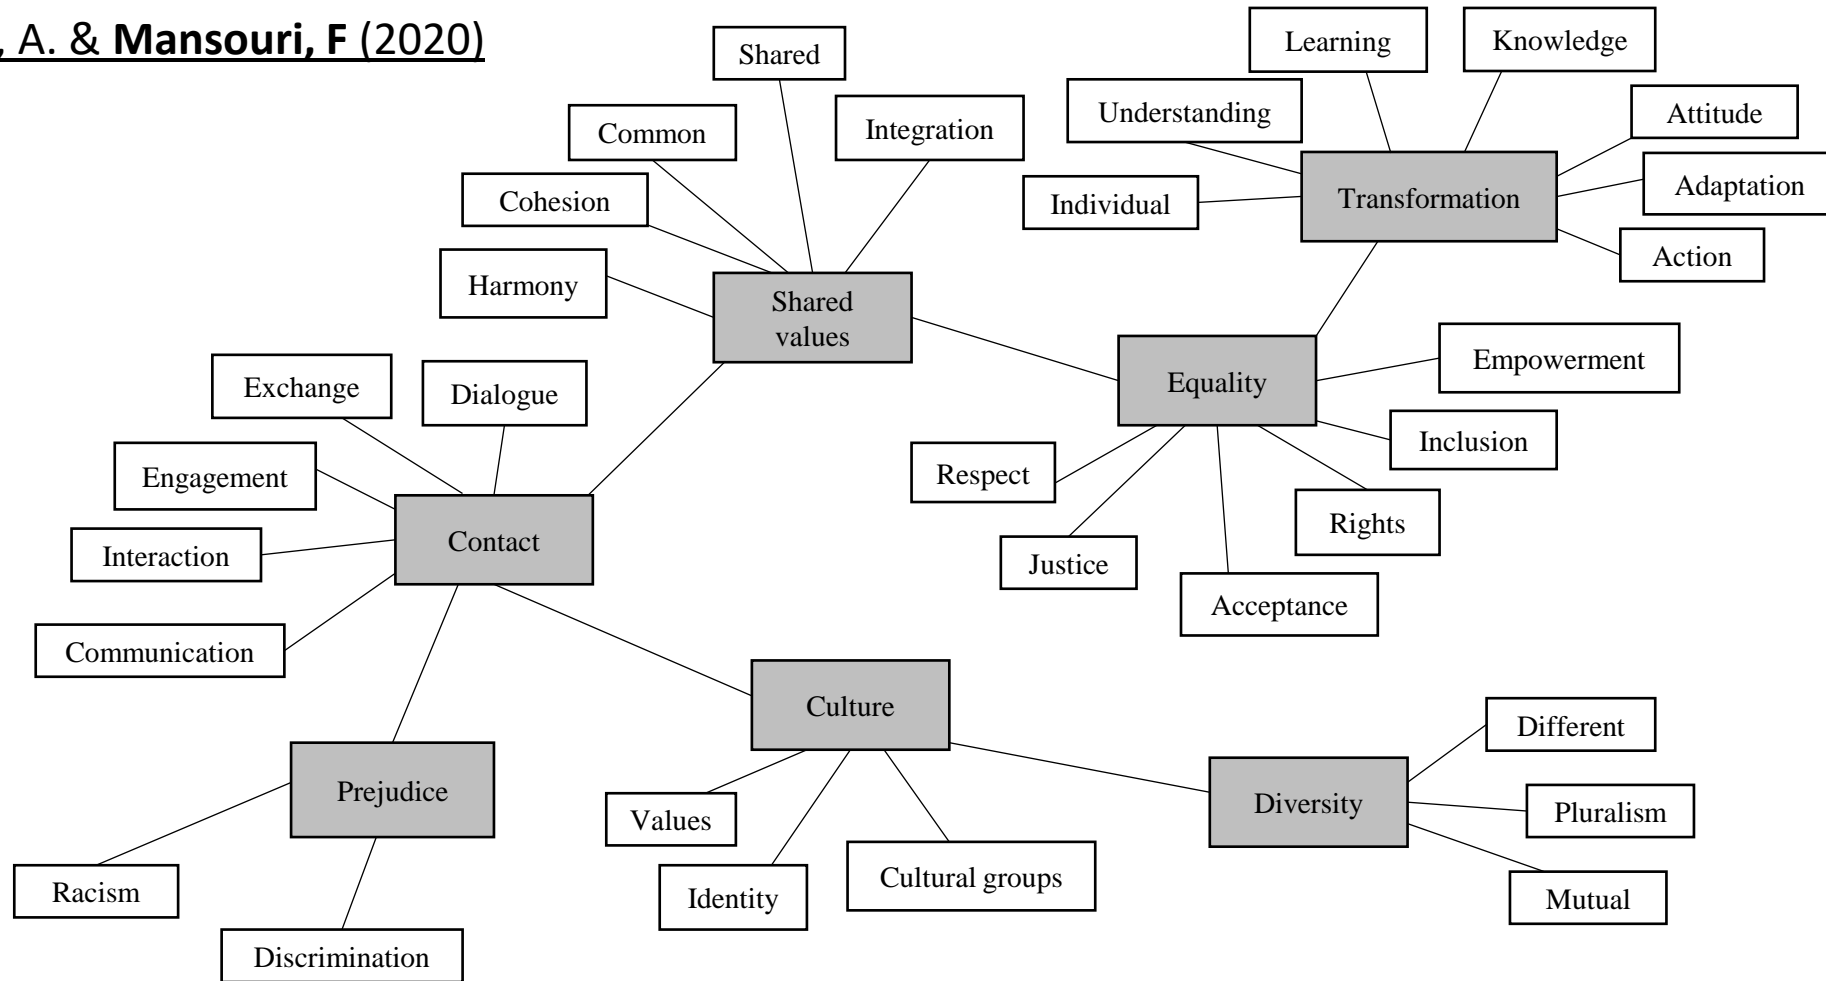 , A. & Mansouri, F (2020)
Shared
Common
Integration
Cohesion
Harmony
Shared
values
Learning
Knowledge
Understanding
Attitude
Individual
Transformation
Adaptation
Action
Equality
Empowerment
Inclusion
Respect
Rights
Justice
Acceptance
Exchange
Dialogue
Engagement
Interaction
Contact
Communication
Culture
Values
Identity
Cultural groups
Diversity
Different
Pluralism
Mutual
Prejudice
Racism
Discrimination